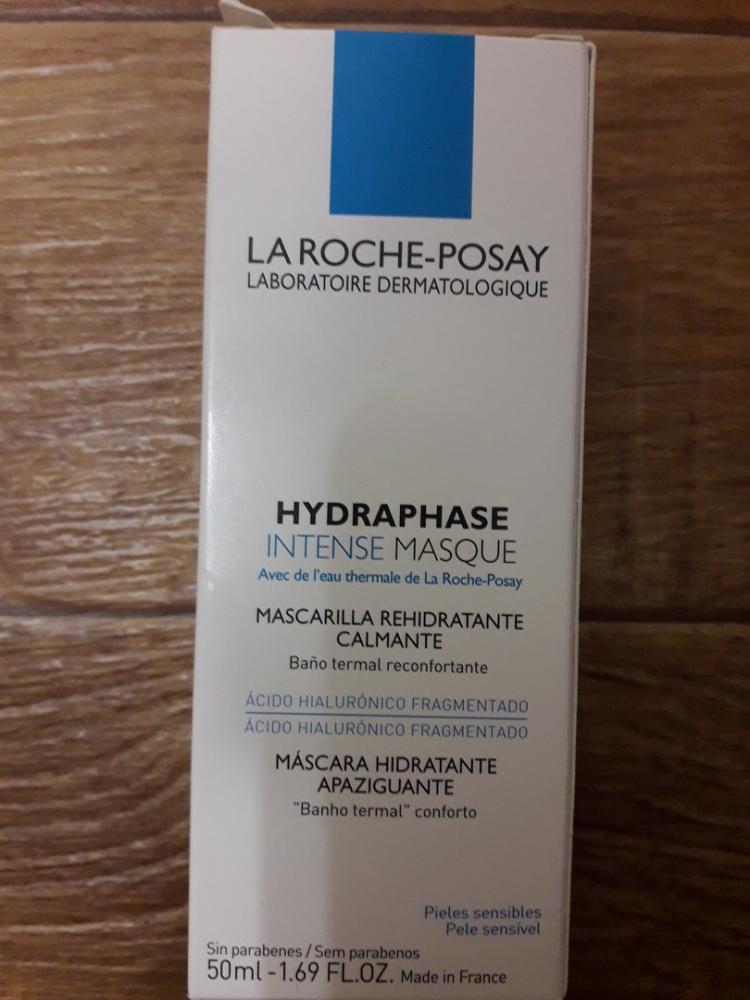 LA ROCHE-POSAY
LABORATOIRE DERMATOLOGIQUE
HYDRAPHASE
INTENSE MASQUE
Avec de l'eau thermale de La Roche-Posay
MASCARILLA REHIDRATANTE
CALMANTE
Baño termal reconfortante
ÁCIDO HIALURÓNICO FRAGMENTADO
ÁCIDO HIALURÓNICO FRAGMENTADO
MÁSCARA HIDRATANTE
APAZIGUANTE
"Banho termal" conforto
Pieles sensibles
Pele sensível
Sin parabenes / Sem parabenos
50ml - 1.69 FL.OZ. Made in France